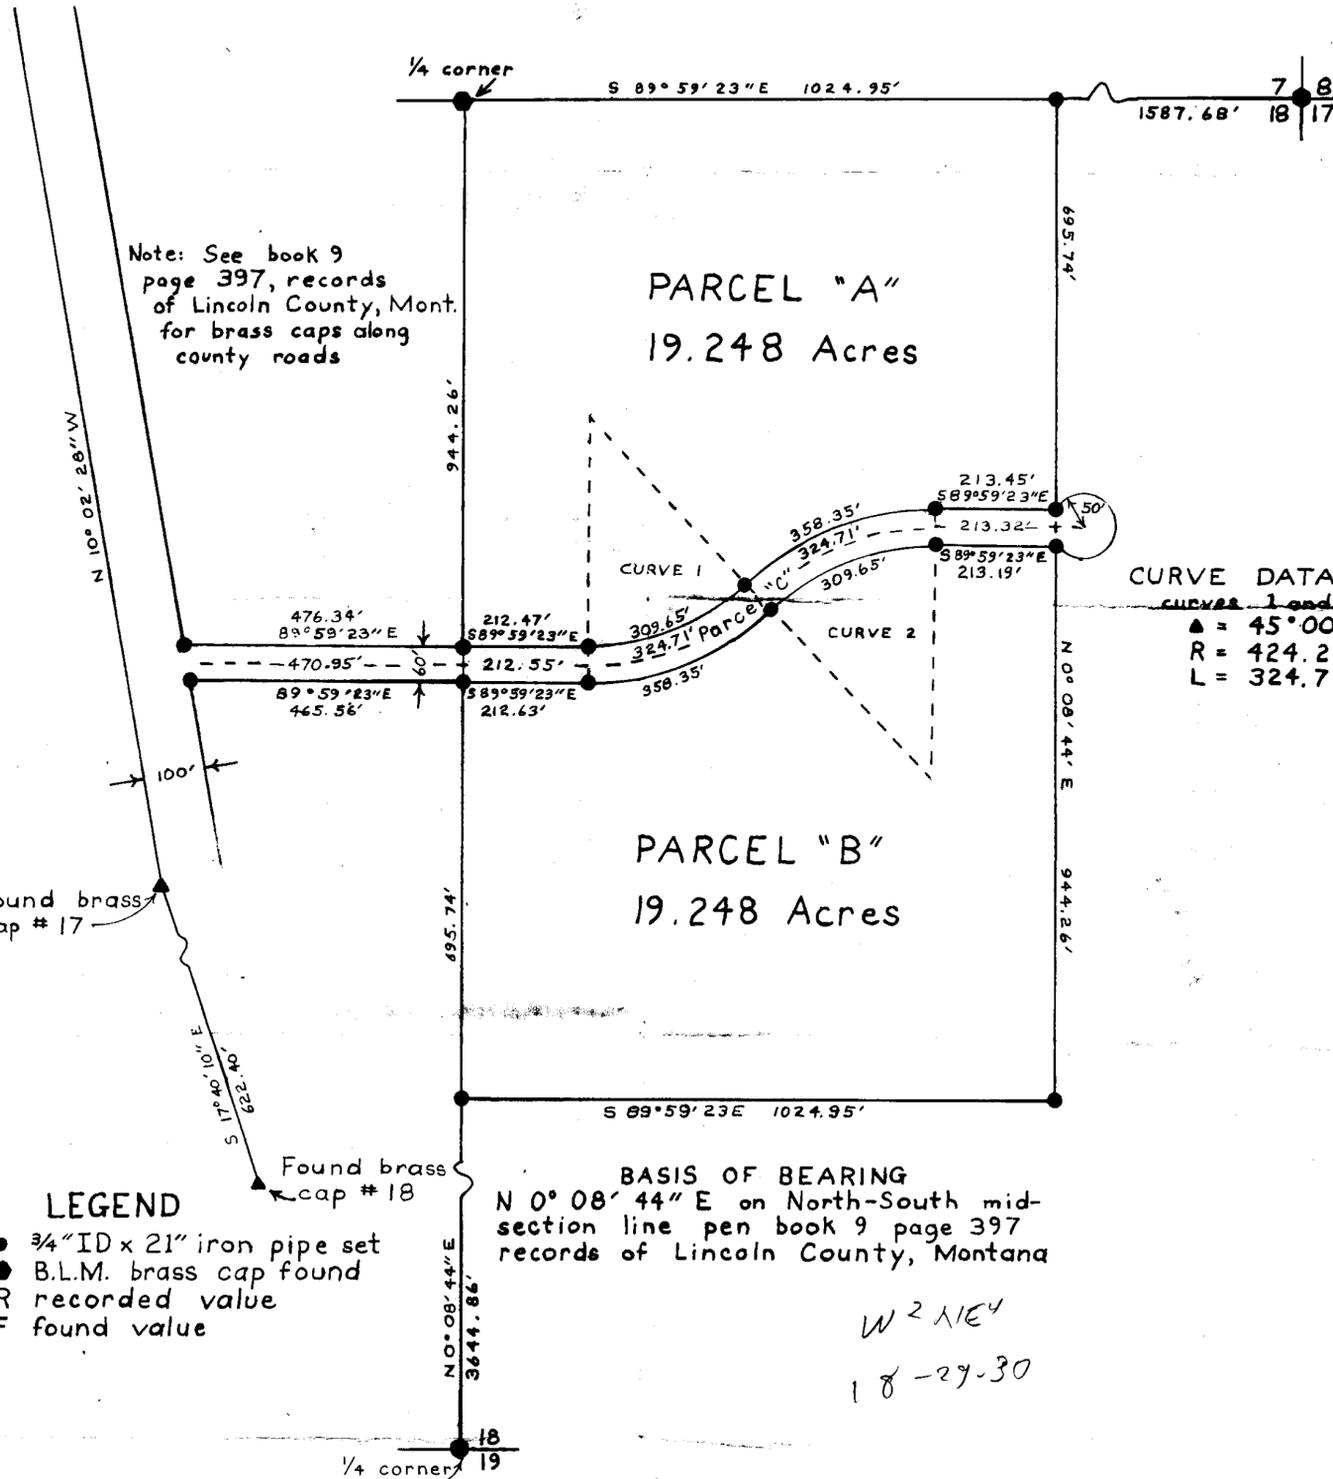 1/4 corner
S 89° 59' 23" E 1024.95'
7 8
1587.68' 18 17
695.74'
Note: See book 9
page 397, records
of Lincoln County, Mont.
for brass caps along
county roads
PARCEL "A"
19.248 Acres
944.26'
N 10° 02' 28" W
213.45'
S 89° 59' 23" E
213.32'
50'
S 89° 59' 23" E
213.19'
358.35'
324.71'
309.65'
CURVE 1
Parcel "C"
CURVE 2
309.65'
324.71'
358.35'
CURVE DATA
curves 1 and
▲ = 45° 00
R = 424.2
L = 324.7
476.34'
89° 59' 23" E
470.95'
60'
89° 59' 23" E
465.56'
212.47'
S 89° 59' 23" E
212.55'
S 89° 59' 23" E
212.63'
N 0° 08' 44" E
100'
PARCEL "B"
19.248 Acres
ound brass
ap # 17
695.74'
944.26'
S 17° 40' 10" E
622.40'
S 89° 59' 23 E 1024.95'
Found brass
cap # 18
BASIS OF BEARING
N 0° 08' 44" E on North-South mid-
section line pen book 9 page 397
records of Lincoln County, Montana
LEGEND
3/4" ID x 21" iron pipe set
B.L.M. brass cap found
R recorded value
F found value
N 0° 08' 44" E
3644.86'
W 2 NE 4
18-29-30
18
19
1/4 corner